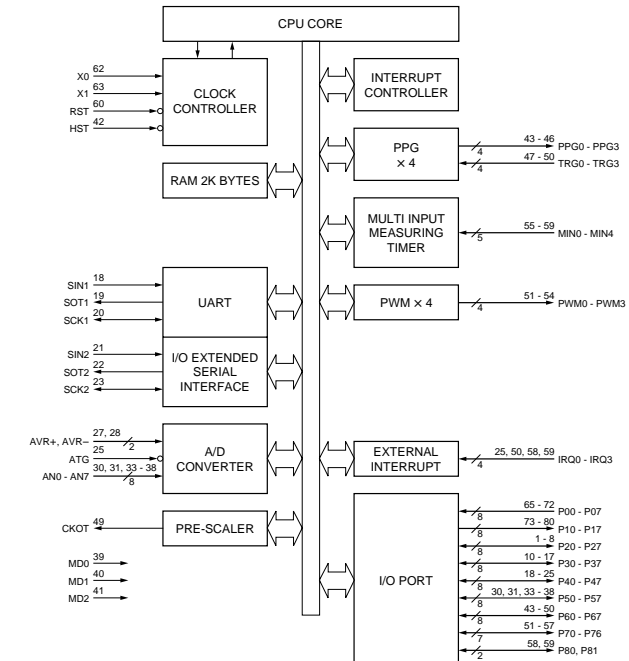 CPU CORE
X0 62
X1 63
RST 60
HST 42
CLOCK
CONTROLLER
INTERRUPT
CONTROLLER
PPG
× 4
43 - 46
4
PPG0 - PPG3
47 - 50
4
TRG0 - TRG3
RAM 2K BYTES
MULTI INPUT
MEASURING
TIMER
55 - 59
5
MIN0 - MIN4
SIN1 18
SOT1 19
SCK1 20
UART
PWM × 4
51 - 54
4
PWM0 - PWM3
SIN2 21
SOT2 22
SCK2 23
I/O EXTENDED
SERIAL
INTERFACE
AVR+, AVR− 27, 28
2
ATG 25
AN0 - AN7 30, 31, 33 - 38
8
A/D
CONVERTER
EXTERNAL
INTERRUPT
25, 50, 58, 59
4
IRQ0 - IRQ3
CKOT 49
PRE-SCALER
MD0 39
MD1 40
MD2 41
I/O PORT
65 - 72
8
P00 - P07
73 - 80
8
P10 - P17
1 - 8
8
P20 - P27
10 - 17
8
P30 - P37
18 - 25
8
P40 - P47
30, 31, 33 - 38
8
P50 - P57
43 - 50
8
P60 - P67
51 - 57
7
P70 - P76
58, 59
2
P80, P81